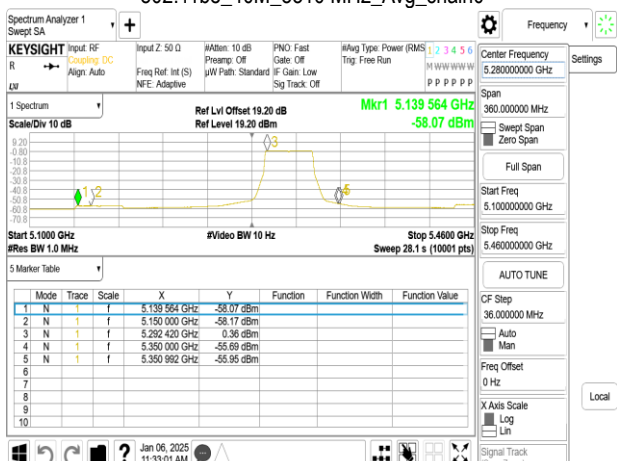 Spectrum Analyzer 1
Swept SA
+
Frequency
KEYSIGHT Input: RF Input Z: 50 Ω #Atten: 10 dB PNO: Fast #Avg Type: Power (RMS 1 2 3 4 5 6
R Coupling: DC Preamp: Off Gate: Off Trig: Free Run M W W W W W
Align: Auto Freq Ref: Int (S) µW Path: Standard IF Gain: Low
NFE: Adaptive Sig Track: Off P P P P P P
Center Frequency
5.280000000 GHz
Settings
Span
360.000000 MHz
Swept Span
Zero Span
Full Span
Start Freq
5.100000000 GHz
Stop Freq
5.460000000 GHz
AUTO TUNE
CF Step
36.000000 MHz
Auto
Man
Freq Offset
0 Hz
X Axis Scale
Log
Lin
Signal Track
Local
1 Spectrum
Scale/Div 10 dB
Ref Lvl Offset 19.20 dB
Ref Level 19.20 dBm
Mkr1 5.139 564 GHz
-58.07 dBm
9.20
-0.80
-10.8
-20.8
-30.8
-40.8
-50.8
-60.8
-70.8
1 2 3
Start 5.1000 GHz #Video BW 10 Hz Stop 5.4600 GHz
#Res BW 1.0 MHz Sweep 28.1 s (10001 pts)
5 Marker Table
Mode Trace Scale X Y Function Function Width Function Value
1 N 1 f 5.139 564 GHz -58.07 dBm
2 N 1 f 5.150 000 GHz -58.17 dBm
3 N 1 f 5.292 420 GHz 0.36 dBm
4 N 1 f 5.350 000 GHz -55.69 dBm
5 N 1 f 5.350 992 GHz -55.95 dBm
6
7
8
9
10
? Jan 06, 2025
11:33:01 AM